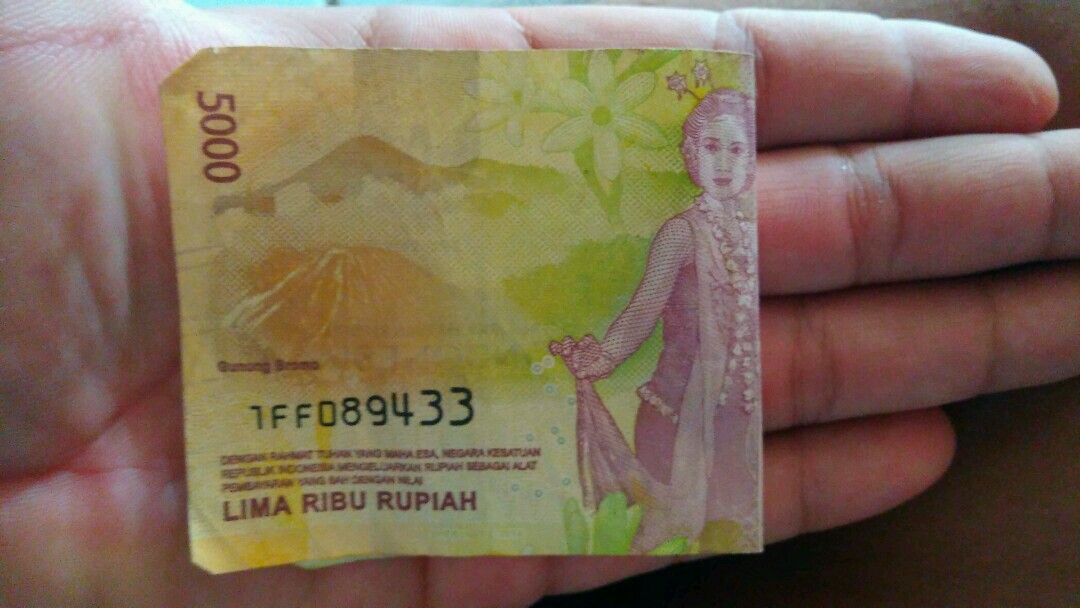 5000
Gunung Bromo
1FF089433
DENGAN RAHMAT TUHAN YANG MAHA ESA, NEGARA KESATUAN
REPUBLIK INDONESIA MENGELUARKAN RUPIAH SEBAGAI ALAT
PEMBAYARAN YANG SAH DENGAN NILAI
LIMA RIBU RUPIAH